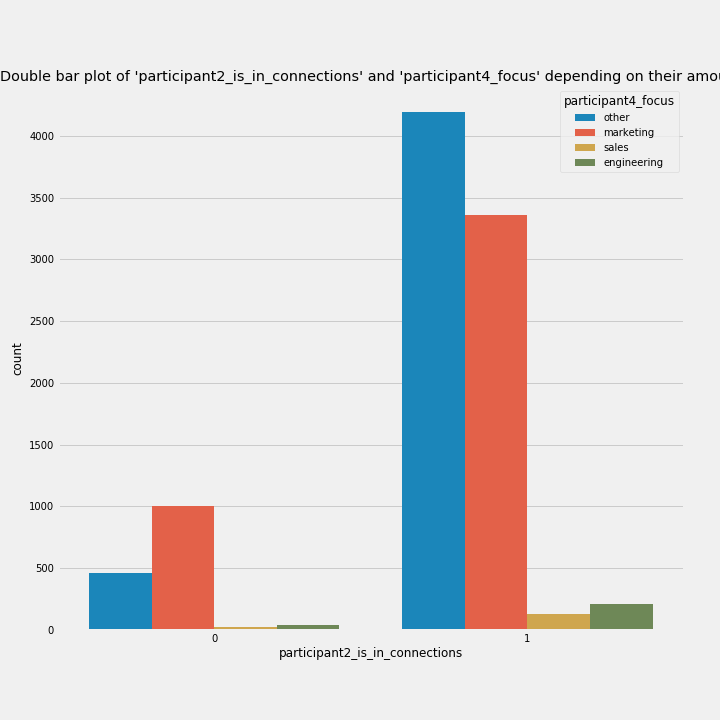 Double bar plot of 'participant2_is_in_connections' and 'participant4_focus' depending on their
participant4_focus
other
marketing
sales
engineering
4000
3500
3000
2500
2000
1500
1000
500
0
count
0 1
participant2_is_in_connections